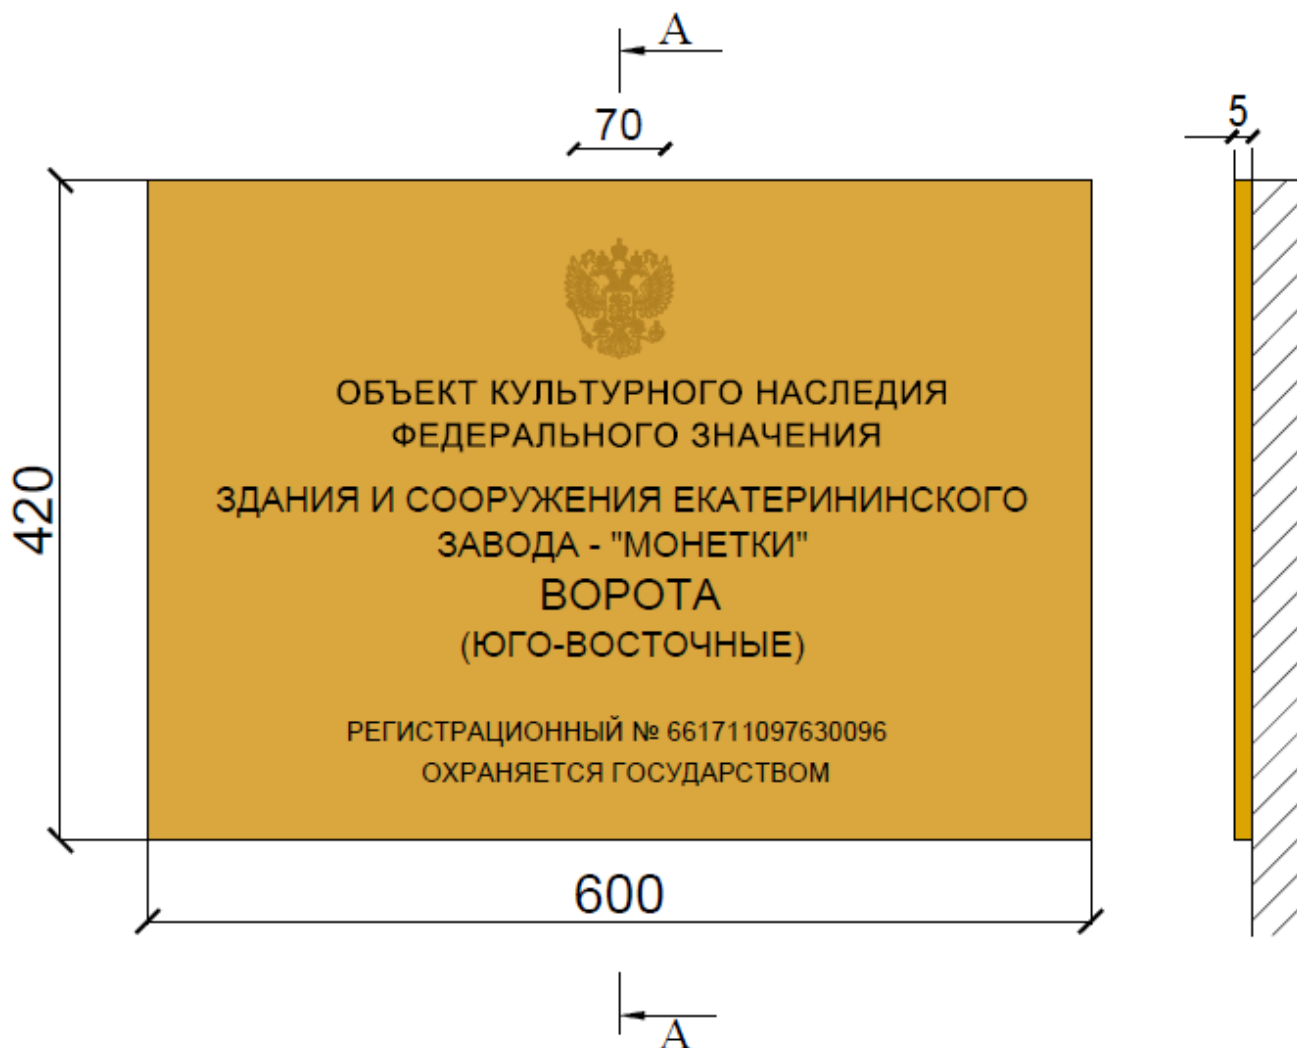 А
70
5
ОБЪЕКТ КУЛЬТУРНОГО НАСЛЕДИЯ
ФЕДЕРАЛЬНОГО ЗНАЧЕНИЯ
ЗДАНИЯ И СООРУЖЕНИЯ ЕКАТЕРИНИНСКОГО
ЗАВОДА - "МОНЕТКИ"
ВОРОТА
(ЮГО-ВОСТОЧНЫЕ)
РЕГИСТРАЦИОННЫЙ № 661711097630096
ОХРАНЯЕТСЯ ГОСУДАРСТВОМ
420
600
А